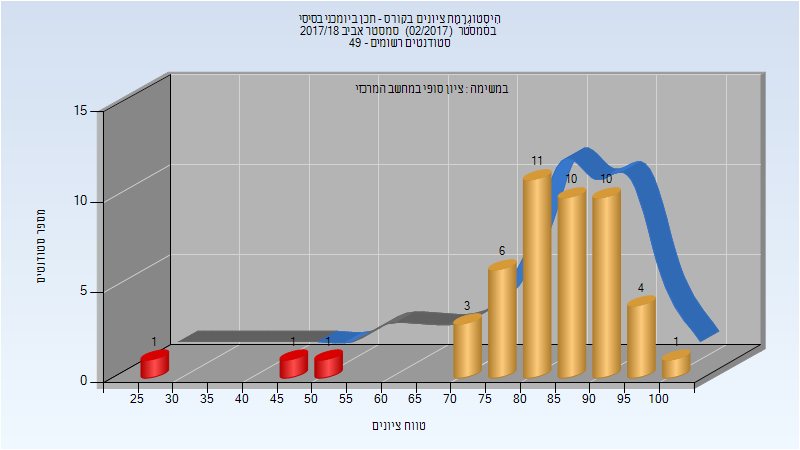 היסטוגרמת ציונים בקורס - תכן ביומכני בסיסי
בסמסטר (02/2017) סמסטר אביב 2017/18
סטודנטים רשומים - 49
במשימה : ציון סופי במחשב המרכזי
מספר סטודנטים
15
10
5
0
1
1
1
3
6
11
10
10
4
1
25 30 35 40 45 50 55 60 65 70 75 80 85 90 95 100
טווח ציונים